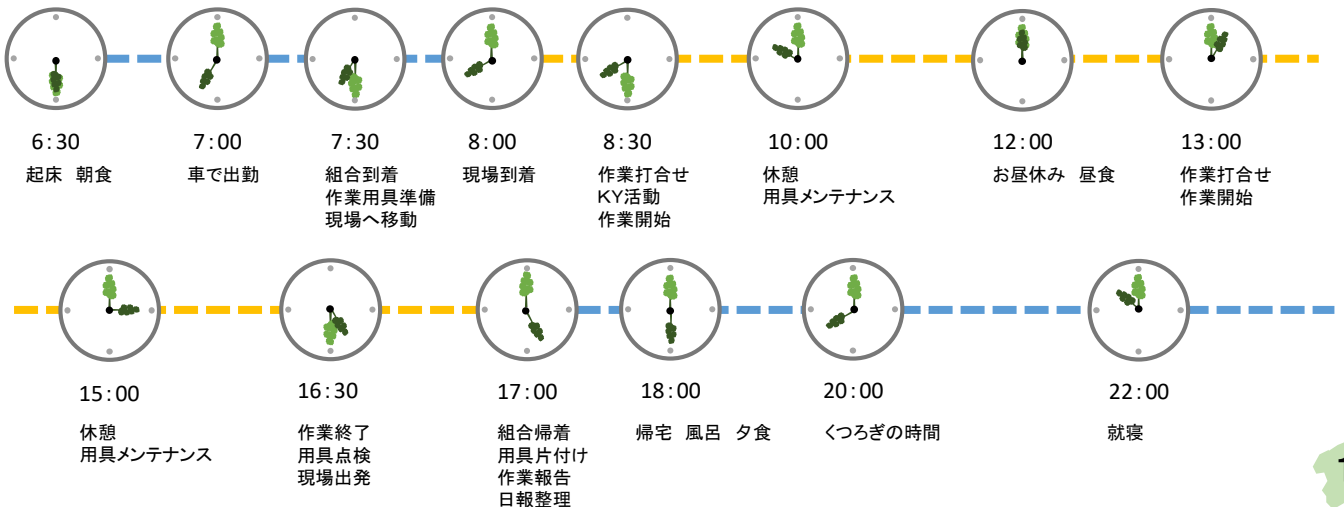 6:30
起床 朝食
7:00
車で出勤
7:30
組合到着
作業用具準備
現場へ移動
8:00
現場到着
8:30
作業打合せ
KY活動
作業開始
10:00
休憩
用具メンテナンス
12:00
お昼休み 昼食
13:00
作業打合せ
作業開始
15:00
休憩
用具メンテナンス
16:30
作業終了
用具点検
現場出発
17:00
組合帰着
用具片付け
作業報告
日報整理
18:00
帰宅 風呂 夕食
20:00
くつろぎの時間
22:00
就寝